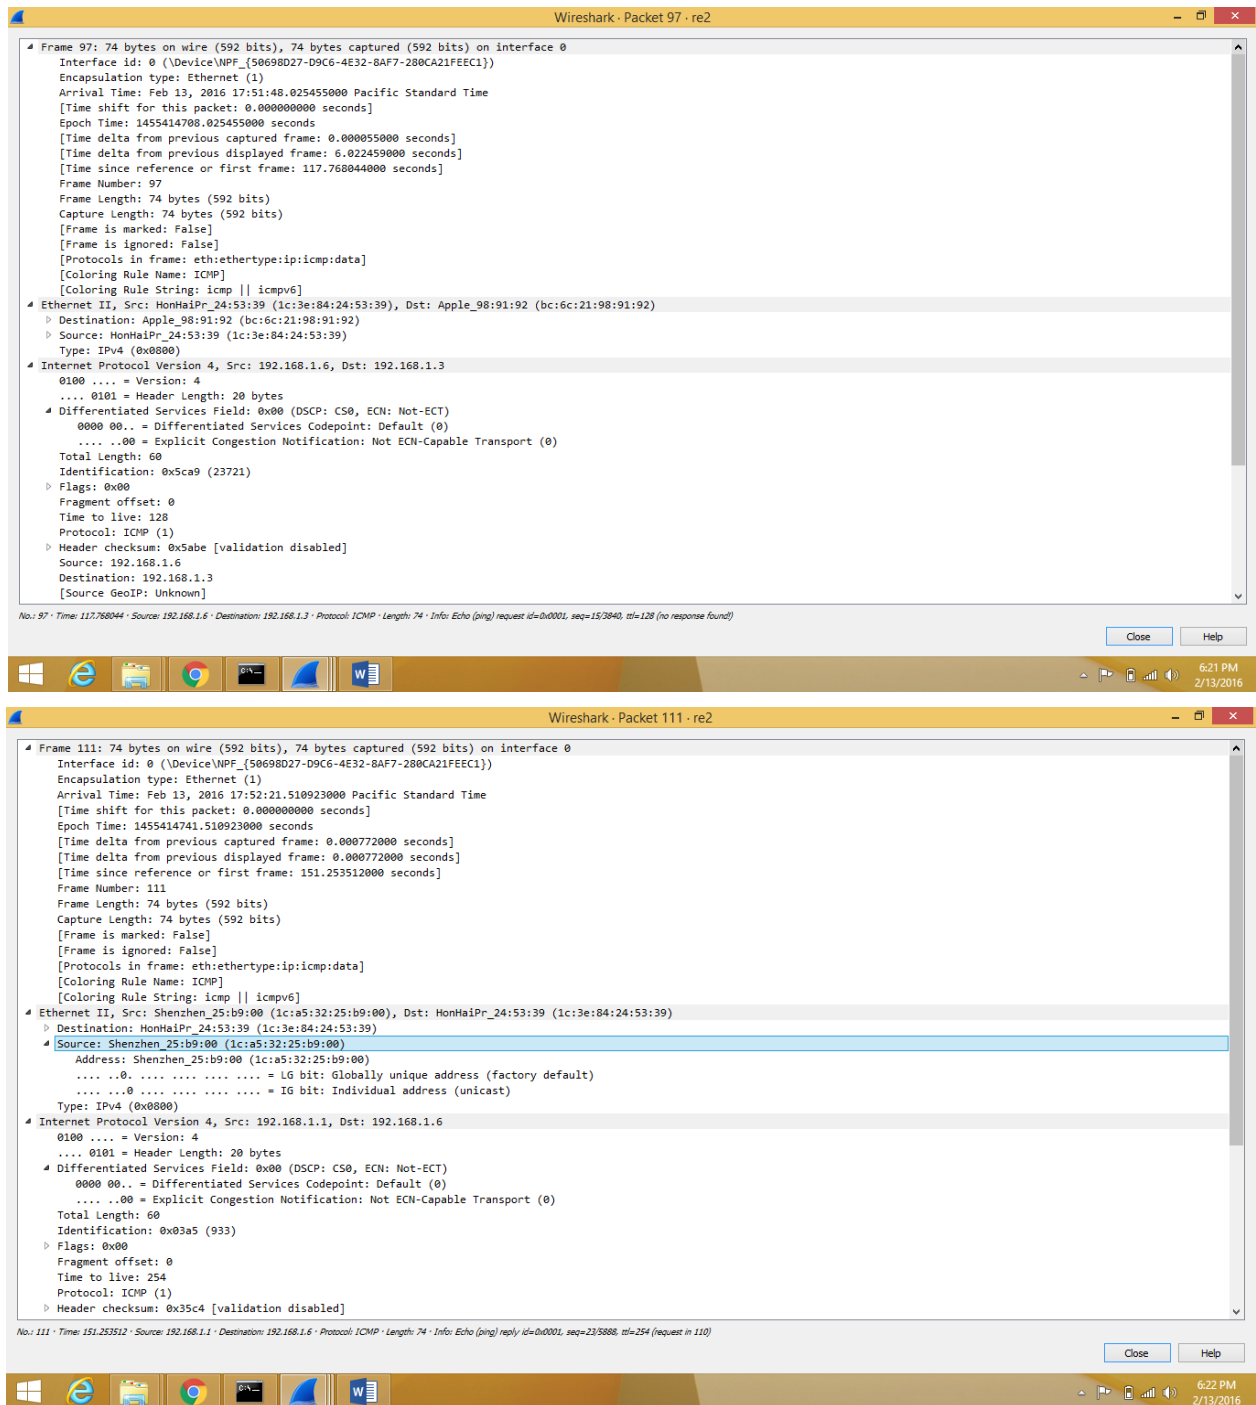 Wireshark · Packet 97 · re2
Frame 97: 74 bytes on wire (592 bits), 74 bytes captured (592 bits) on interface 0
Interface id: 0 (\Device\NPF_{50698D27-D9C6-4E32-8AF7-280CA21FEEC1})
Encapsulation type: Ethernet (1)
Arrival Time: Feb 13, 2016 17:51:48.025455000 Pacific Standard Time
[Time shift for this packet: 0.000000000 seconds]
Epoch Time: 1455414708.025455000 seconds
[Time delta from previous captured frame: 0.000055000 seconds]
[Time delta from previous displayed frame: 6.022459000 seconds]
[Time since reference or first frame: 117.768044000 seconds]
Frame Number: 97
Frame Length: 74 bytes (592 bits)
Capture Length: 74 bytes (592 bits)
[Frame is marked: False]
[Frame is ignored: False]
[Protocols in frame: eth:ethertype:ip:icmp:data]
[Coloring Rule Name: ICMP]
[Coloring Rule String: icmp || icmpv6]
Ethernet II, Src: HonHaiPr_24:53:39 (1c:3e:84:24:53:39), Dst: Apple_98:91:92 (bc:6c:21:98:91:92)
Destination: Apple_98:91:92 (bc:6c:21:98:91:92)
Source: HonHaiPr_24:53:39 (1c:3e:84:24:53:39)
Type: IPv4 (0x0800)
Internet Protocol Version 4, Src: 192.168.1.6, Dst: 192.168.1.3
0100 .... = Version: 4
.... 0101 = Header Length: 20 bytes
Differentiated Services Field: 0x00 (DSCP: CS0, ECN: Not-ECT)
0000 00.. = Differentiated Services Codepoint: Default (0)
.... ..00 = Explicit Congestion Notification: Not ECN-Capable Transport (0)
Total Length: 60
Identification: 0x5ca9 (23721)
Flags: 0x00
Fragment offset: 0
Time to live: 128
Protocol: ICMP (1)
Header checksum: 0x5abe [validation disabled]
Source: 192.168.1.6
Destination: 192.168.1.3
[Source GeoIP: Unknown]
No.: 97 · Time: 117.768044 · Source: 192.168.1.6 · Destination: 192.168.1.3 · Protocol: ICMP · Length: 74 · Info: Echo (ping) request id=0x0001, seq=15/3840, ttl=128 (no response found!)
Close Help
6:21 PM
2/13/2016
Wireshark · Packet 111 · re2
Frame 111: 74 bytes on wire (592 bits), 74 bytes captured (592 bits) on interface 0
Interface id: 0 (\Device\NPF_{50698D27-D9C6-4E32-8AF7-280CA21FEEC1})
Encapsulation type: Ethernet (1)
Arrival Time: Feb 13, 2016 17:52:21.510923000 Pacific Standard Time
[Time shift for this packet: 0.000000000 seconds]
Epoch Time: 1455414741.510923000 seconds
[Time delta from previous captured frame: 0.000772000 seconds]
[Time delta from previous displayed frame: 0.000772000 seconds]
[Time since reference or first frame: 151.253512000 seconds]
Frame Number: 111
Frame Length: 74 bytes (592 bits)
Capture Length: 74 bytes (592 bits)
[Frame is marked: False]
[Frame is ignored: False]
[Protocols in frame: eth:ethertype:ip:icmp:data]
[Coloring Rule Name: ICMP]
[Coloring Rule String: icmp || icmpv6]
Ethernet II, Src: Shenzhen_25:b9:00 (1c:a5:32:25:b9:00), Dst: HonHaiPr_24:53:39 (1c:3e:84:24:53:39)
Destination: HonHaiPr_24:53:39 (1c:3e:84:24:53:39)
Source: Shenzhen_25:b9:00 (1c:a5:32:25:b9:00)
Address: Shenzhen_25:b9:00 (1c:a5:32:25:b9:00)
.... ..0. .... .... .... .... = LG bit: Globally unique address (factory default)
.... ...0 .... .... .... .... = IG bit: Individual address (unicast)
Type: IPv4 (0x0800)
Internet Protocol Version 4, Src: 192.168.1.1, Dst: 192.168.1.6
0100 .... = Version: 4
.... 0101 = Header Length: 20 bytes
Differentiated Services Field: 0x00 (DSCP: CS0, ECN: Not-ECT)
0000 00.. = Differentiated Services Codepoint: Default (0)
.... ..00 = Explicit Congestion Notification: Not ECN-Capable Transport (0)
Total Length: 60
Identification: 0x03a5 (933)
Flags: 0x00
Fragment offset: 0
Time to live: 254
Protocol: ICMP (1)
Header checksum: 0x35c4 [validation disabled]
No.: 111 · Time: 151.253512 · Source: 192.168.1.1 · Destination: 192.168.1.6 · Protocol: ICMP · Length: 74 · Info: Echo (ping) reply id=0x0001, seq=23/5888, ttl=254 (request in 110)
Close Help
6:22 PM
2/13/2016